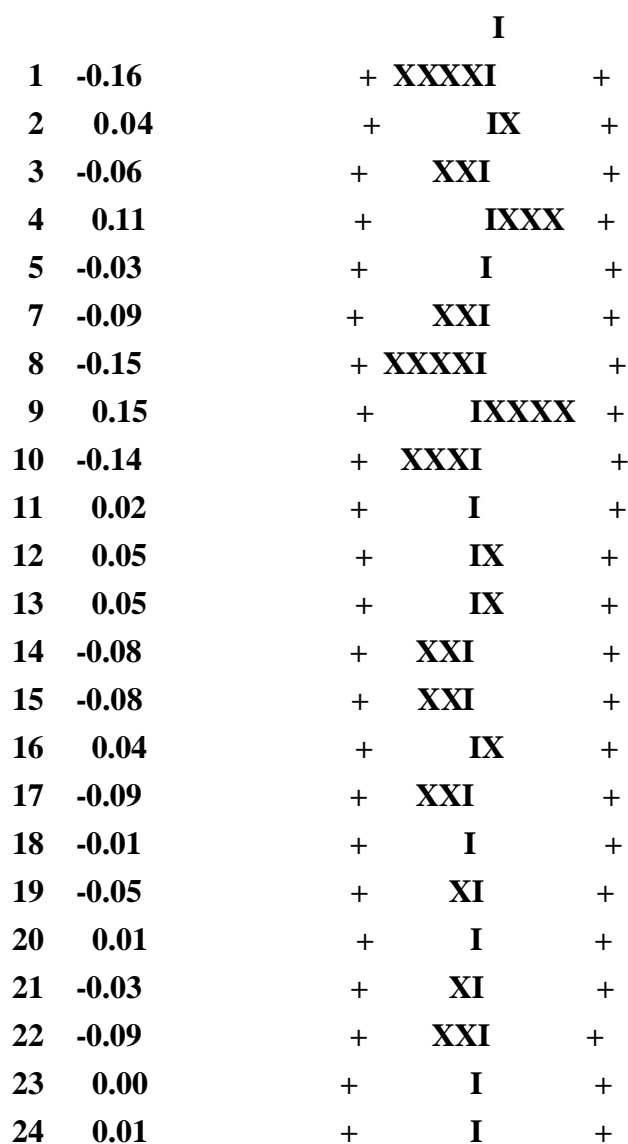 I
1 -0.16 + XXXXI +
2 0.04 + IX +
3 -0.06 + XXI +
4 0.11 + IXXX +
5 -0.03 + I +
7 -0.09 + XXI +
8 -0.15 + XXXXI +
9 0.15 + IXXXX +
10 -0.14 + XXXI +
11 0.02 + I +
12 0.05 + IX +
13 0.05 + IX +
14 -0.08 + XXI +
15 -0.08 + XXI +
16 0.04 + IX +
17 -0.09 + XXI +
18 -0.01 + I +
19 -0.05 + XI +
20 0.01 + I +
21 -0.03 + XI +
22 -0.09 + XXI +
23 0.00 + I +
24 0.01 + I +